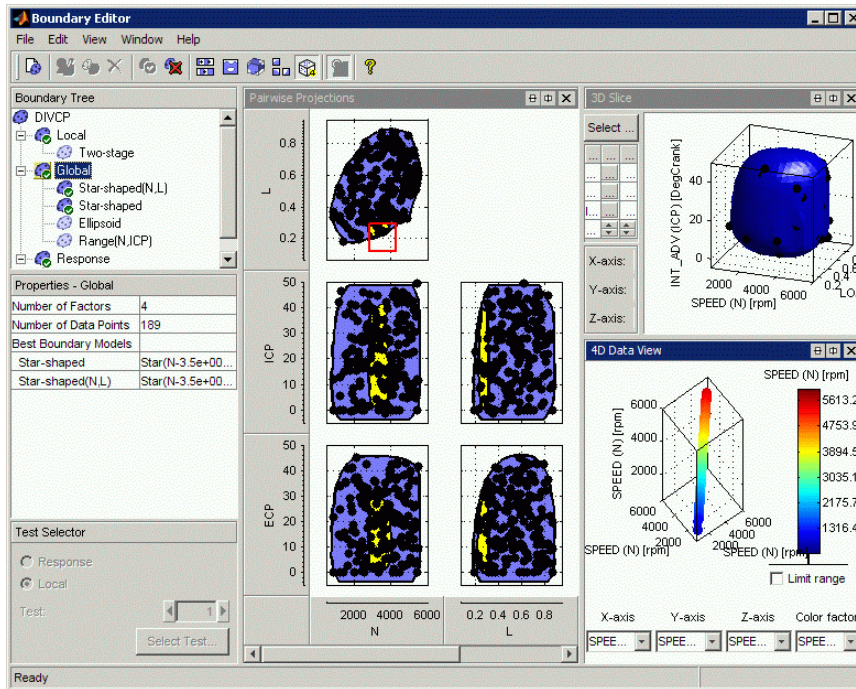 Boundary Editor
File Edit View Window Help
Boundary Tree
DIVCP
Local
Two-stage
Global
Star-shaped(N,L)
Star-shaped
Ellipsoid
Range(N,ICP)
Response
Properties - Global
Number of Factors 4
Number of Data Points 189
Best Boundary Models
Star-shaped Star(N-3.5e+00...
Star-shaped(N,L) Star(N-3.5e+00...
Test Selector
Response
Local
Test: 1
Select Test...
Pairwise Projections
0.8
0.6
L
0.4
0.2
50
40
30
ICP
20
10
0
50
40
30
ECP
20
10
0
2000 4000 6000
N
0.2 0.4 0.6 0.8
L
3D Slice
Select ...
X-axis:
Y-axis:
Z-axis:
INT_ADV (ICP) [DegCrank]
40
20
0
2000 4000 6000
SPEED (N) [rpm]
4D Data View
SPEED (N) [rpm]
6000
4000
2000
SPEED (N) [rpm]
6000
4000
2000
SPEED (N) [rpm]
2000
4000
6000
SPEED (N) [rpm]
5613.2
4753.9
3894.5
3035.1
2175.7
1316.4
Limit range
X-axis Y-axis Z-axis Color factor
SPEE... SPEE... SPEE... SPEE...
Ready